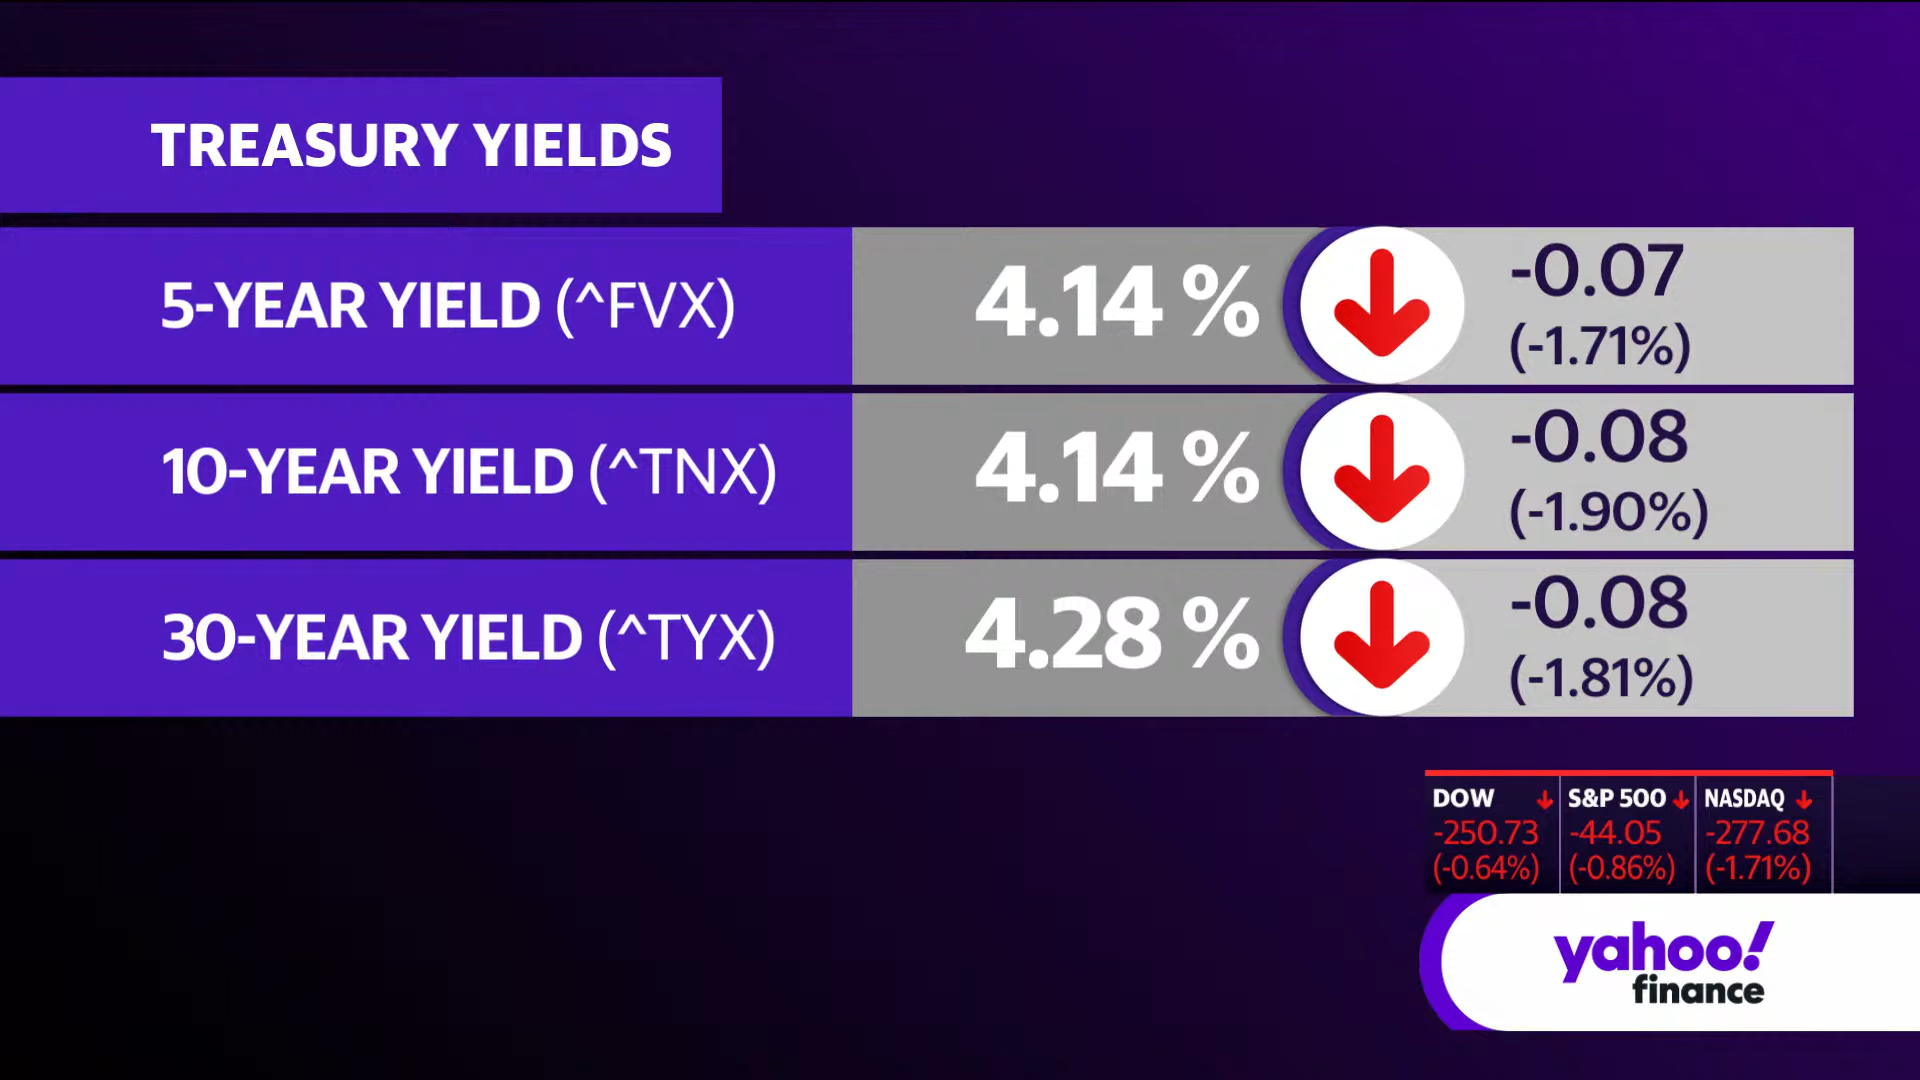 TREASURY YIELDS
5-YEAR YIELD (^FVX) 4.14 % -0.07
(-1.71%)
10-YEAR YIELD (^TNX) 4.14 % -0.08
(-1.90%)
30-YEAR YIELD (^TYX) 4.28 % -0.08
(-1.81%)
DOW S&P 500 NASDAQ
-250.73 -44.05 -277.68
(-0.64%) (-0.86%) (-1.71%)
yahoo!
finance